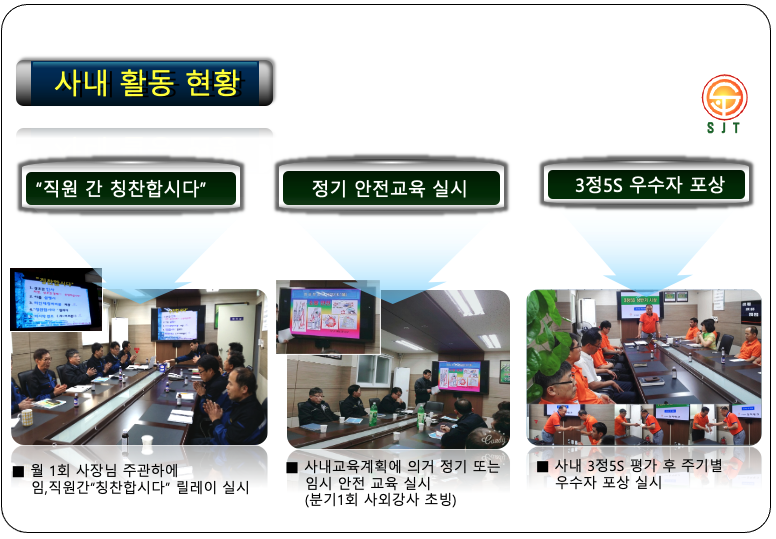 사내 활동 현황
SJT
“직원 간 칭찬합시다”
정기 안전교육 실시
3정5S 우수자 포상
■ 월 1회 사장님 주관하에
임,직원간“칭찬합시다” 릴레이 실시
■ 사내교육계획에 의거 정기 또는
임시 안전 교육 실시
(분기1회 사외강사 초빙)
■ 사내 3정5S 평가 후 주기별
우수자 포상 실시
Candy